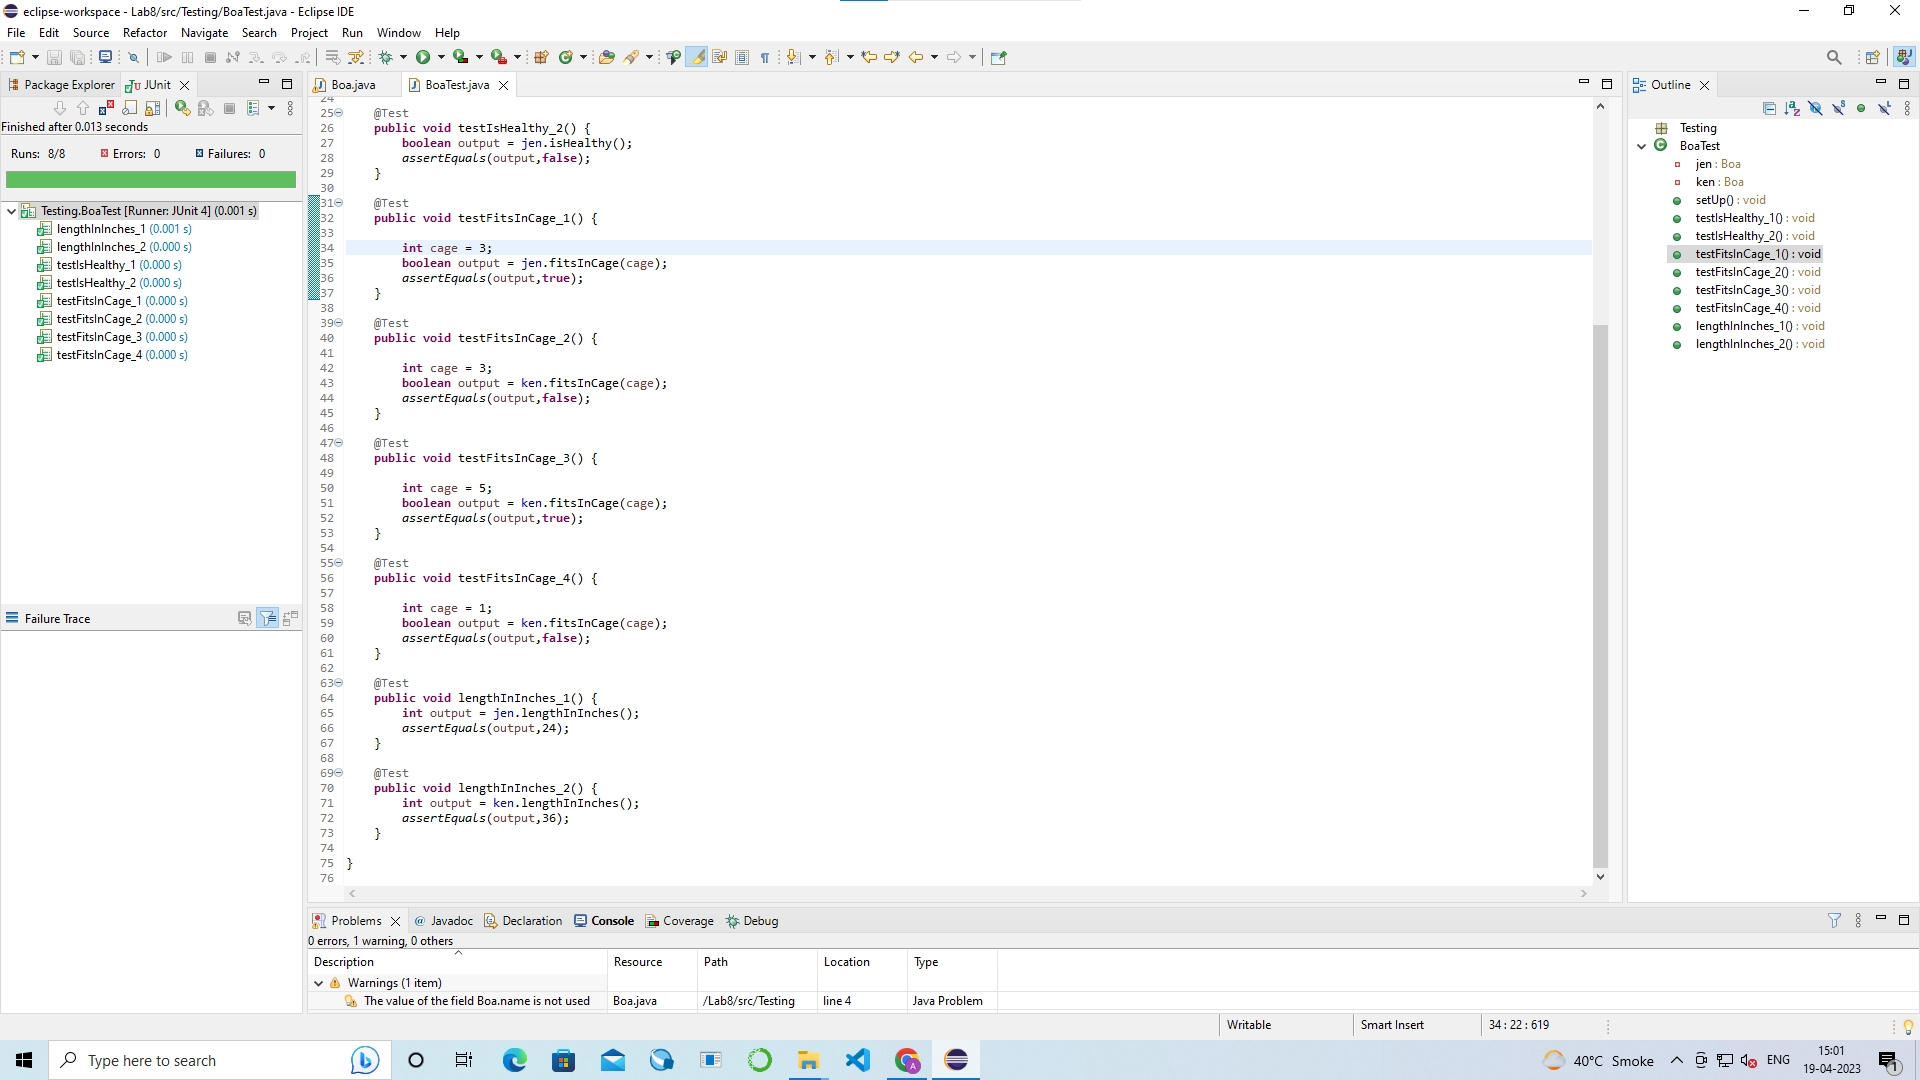 eclipse-workspace - Lab8/src/Testing/BoaTest.java - Eclipse IDE
File Edit Source Refactor Navigate Search Project Run Window Help
Package Explorer JUnit
Finished after 0.013 seconds
Runs: 8/8 Errors: 0 Failures: 0
Testing.BoaTest [Runner: JUnit 4] (0.001 s)
lengthInInches_1 (0.001 s)
lengthInInches_2 (0.000 s)
testIsHealthy_1 (0.000 s)
testIsHealthy_2 (0.000 s)
testFitsInCage_1 (0.000 s)
testFitsInCage_2 (0.000 s)
testFitsInCage_3 (0.000 s)
testFitsInCage_4 (0.000 s)
Failure Trace
Boa.java BoaTest.java
24
25 @Test
26 public void testIsHealthy_2() {
27 boolean output = jen.isHealthy();
28 assertEquals(output,false);
29 }
30
31 @Test
32 public void testFitsInCage_1() {
33
34 int cage = 3;
35 boolean output = jen.fitsInCage(cage);
36 assertEquals(output,true);
37 }
38
39 @Test
40 public void testFitsInCage_2() {
41
42 int cage = 3;
43 boolean output = ken.fitsInCage(cage);
44 assertEquals(output,false);
45 }
46
47 @Test
48 public void testFitsInCage_3() {
49
50 int cage = 5;
51 boolean output = ken.fitsInCage(cage);
52 assertEquals(output,true);
53 }
54
55 @Test
56 public void testFitsInCage_4() {
57
58 int cage = 1;
59 boolean output = ken.fitsInCage(cage);
60 assertEquals(output,false);
61 }
62
63 @Test
64 public void lengthInInches_1() {
65 int output = jen.lengthInInches();
66 assertEquals(output,24);
67 }
68
69 @Test
70 public void lengthInInches_2() {
71 int output = ken.lengthInInches();
72 assertEquals(output,36);
73 }
74
75 }
76
Outline
Testing
BoaTest
jen : Boa
ken : Boa
setUp() : void
testIsHealthy_1() : void
testIsHealthy_2() : void
testFitsInCage_1() : void
testFitsInCage_2() : void
testFitsInCage_3() : void
testFitsInCage_4() : void
lengthInInches_1() : void
lengthInInches_2() : void
Problems @ Javadoc Declaration Console Coverage Debug
0 errors, 1 warning, 0 others
Description Resource Path Location Type
Warnings (1 item)
The value of the field Boa.name is not used Boa.java /Lab8/src/Testing line 4 Java Problem
Writable Smart Insert 34 : 22 : 619
Type here to search
40°C Smoke ENG 15:01
19-04-2023
1